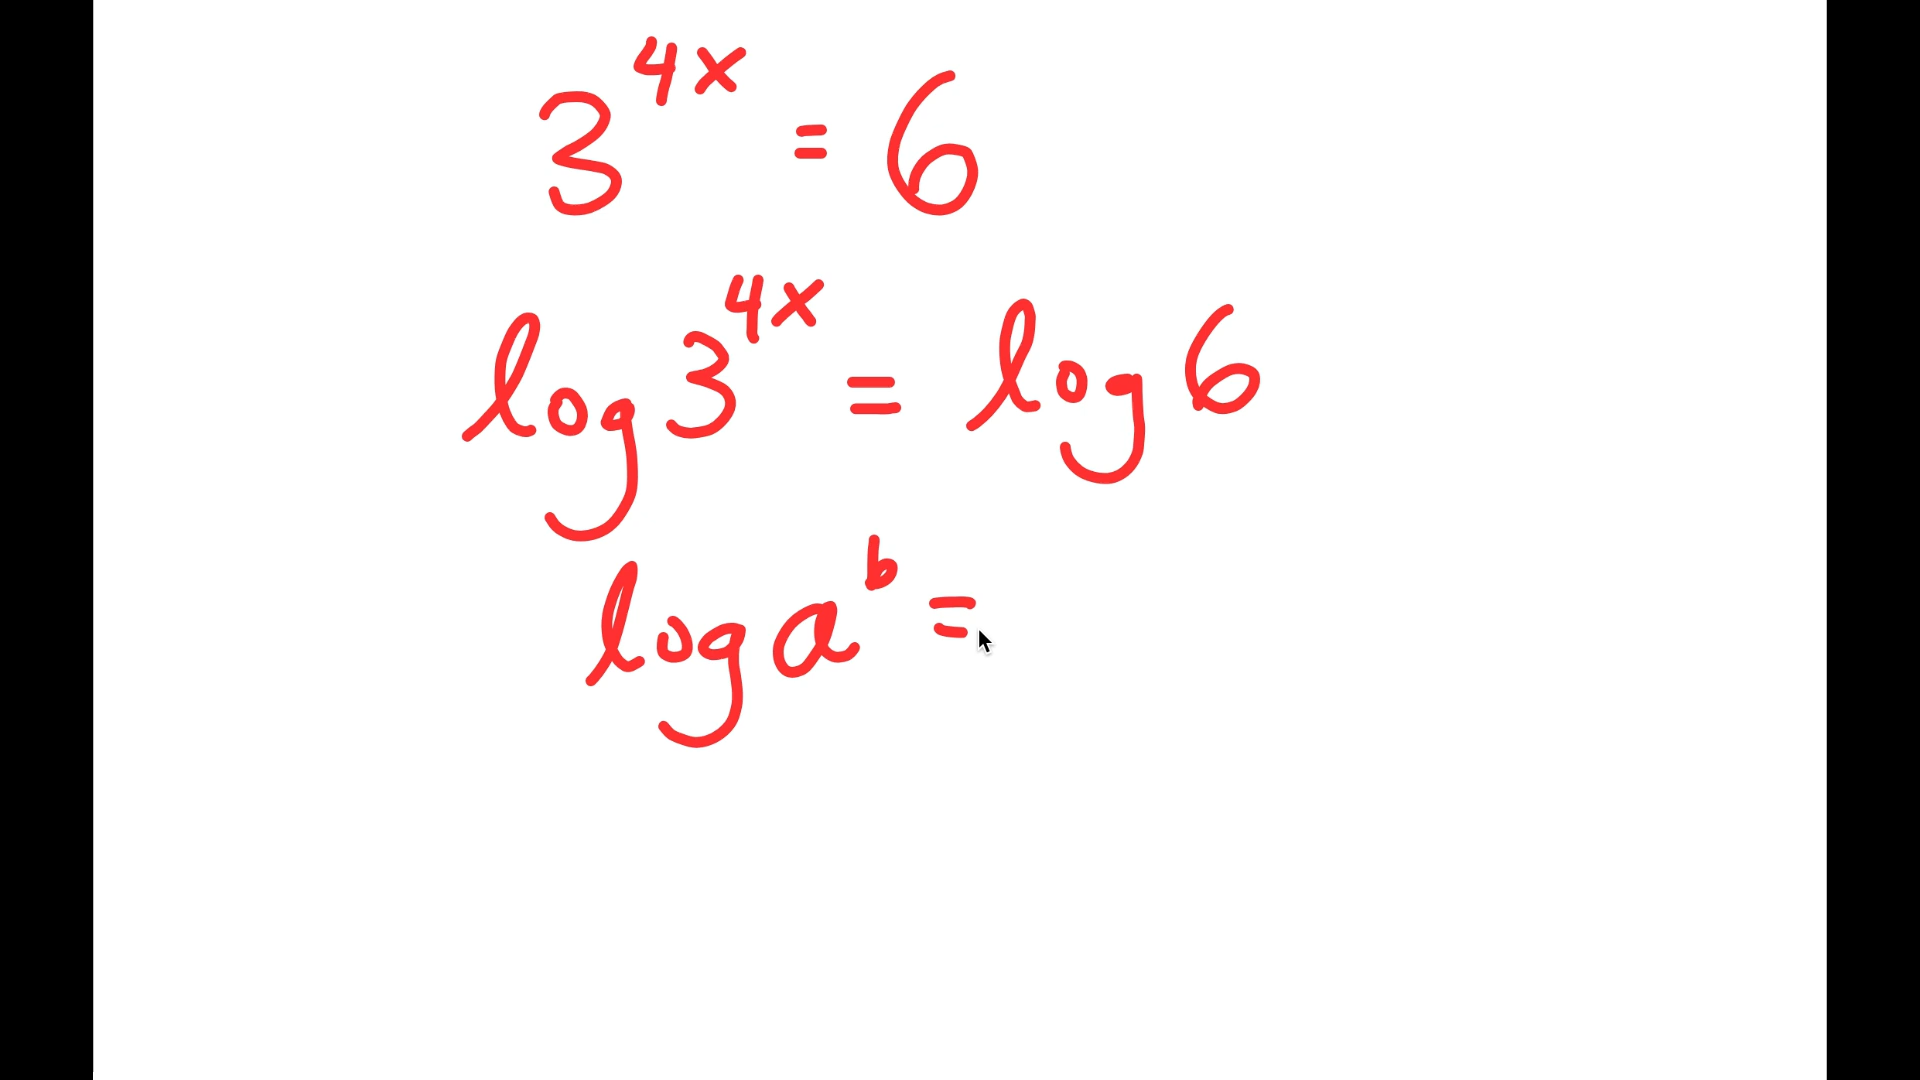 3^{4x} = 6
log 3^{4x} = log 6
log a^b =